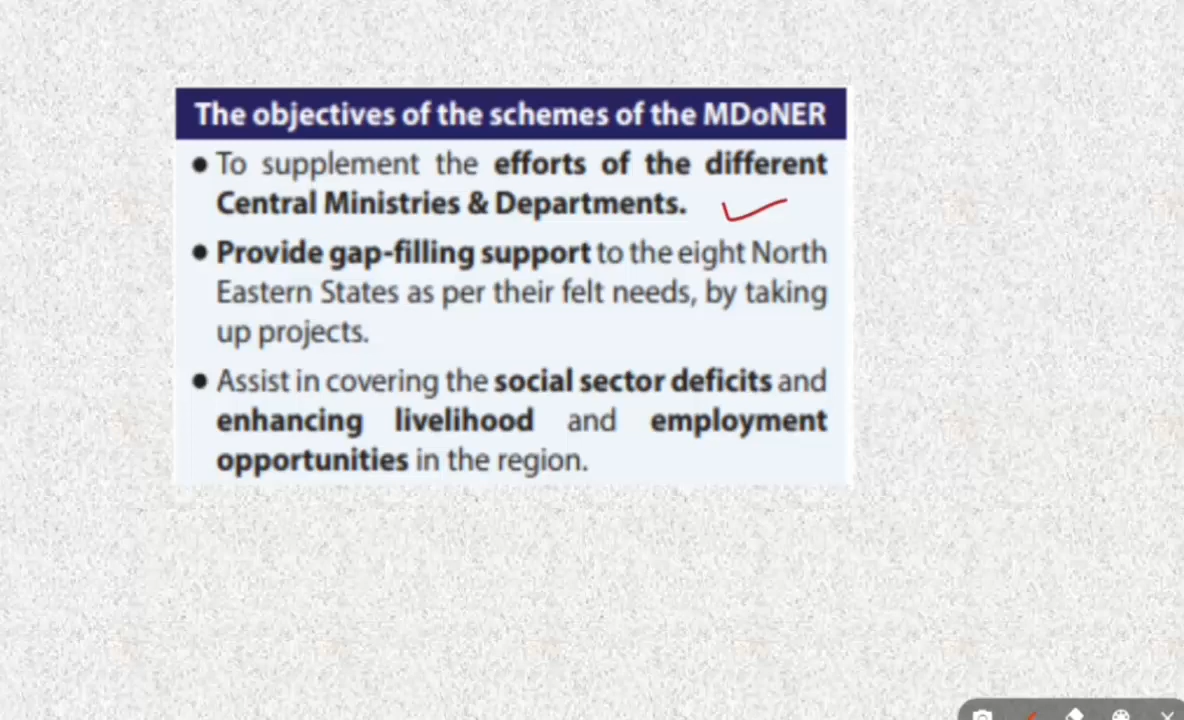 The objectives of the schemes of the MDoNER
● To supplement the efforts of the different
Central Ministries & Departments.
● Provide gap-filling support to the eight North
Eastern States as per their felt needs, by taking
up projects.
● Assist in covering the social sector deficits and
enhancing livelihood and employment
opportunities in the region.